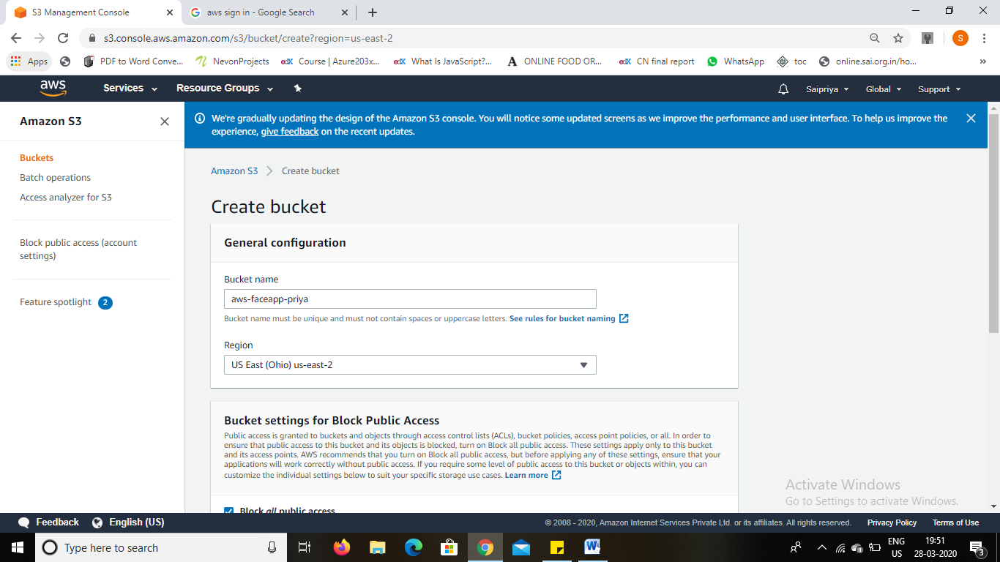 S3 Management Console
aws sign in - Google Search
s3.console.aws.amazon.com/s3/bucket/create?region=us-east-2
S
Apps
PDF to Word Conve...
NevonProjects
edX Course | Azure203x...
edX What Is JavaScript?...
A ONLINE FOOD OR...
edX CN final report
WhatsApp
toc
online.sai.org.in/ho...
»
aws
Services
Resource Groups
Saipriya
Global
Support
Amazon S3
We're gradually updating the design of the Amazon S3 console. You will notice some updated screens as we improve the performance and user interface. To help us improve the
experience, give feedback on the recent updates.
Buckets
Batch operations
Access analyzer for S3
Block public access (account
settings)
Feature spotlight 2
Amazon S3 > Create bucket
Create bucket
General configuration
Bucket name
aws-faceapp-priya
Bucket name must be unique and must not contain spaces or uppercase letters. See rules for bucket naming
Region
US East (Ohio) us-east-2
Bucket settings for Block Public Access
Public access is granted to buckets and objects through access control lists (ACLs), bucket policies, access point policies, or all. In order to
ensure that public access to this bucket and its objects is blocked, turn on Block all public access. These settings apply only to this bucket
and its access points. AWS recommends that you turn on Block all public access, but before applying any of these settings, ensure that your
applications will work correctly without public access. If you require some level of public access to this bucket or objects within, you can
customize the individual settings below to suit your specific storage use cases. Learn more
Block all public access
Activate Windows
Go to Settings to activate Windows.
Feedback
English (US)
© 2008 - 2020, Amazon Internet Services Private Ltd. or its affiliates. All rights reserved.
Privacy Policy
Terms of Use
Type here to search
ENG
US
19:51
28-03-2020
3